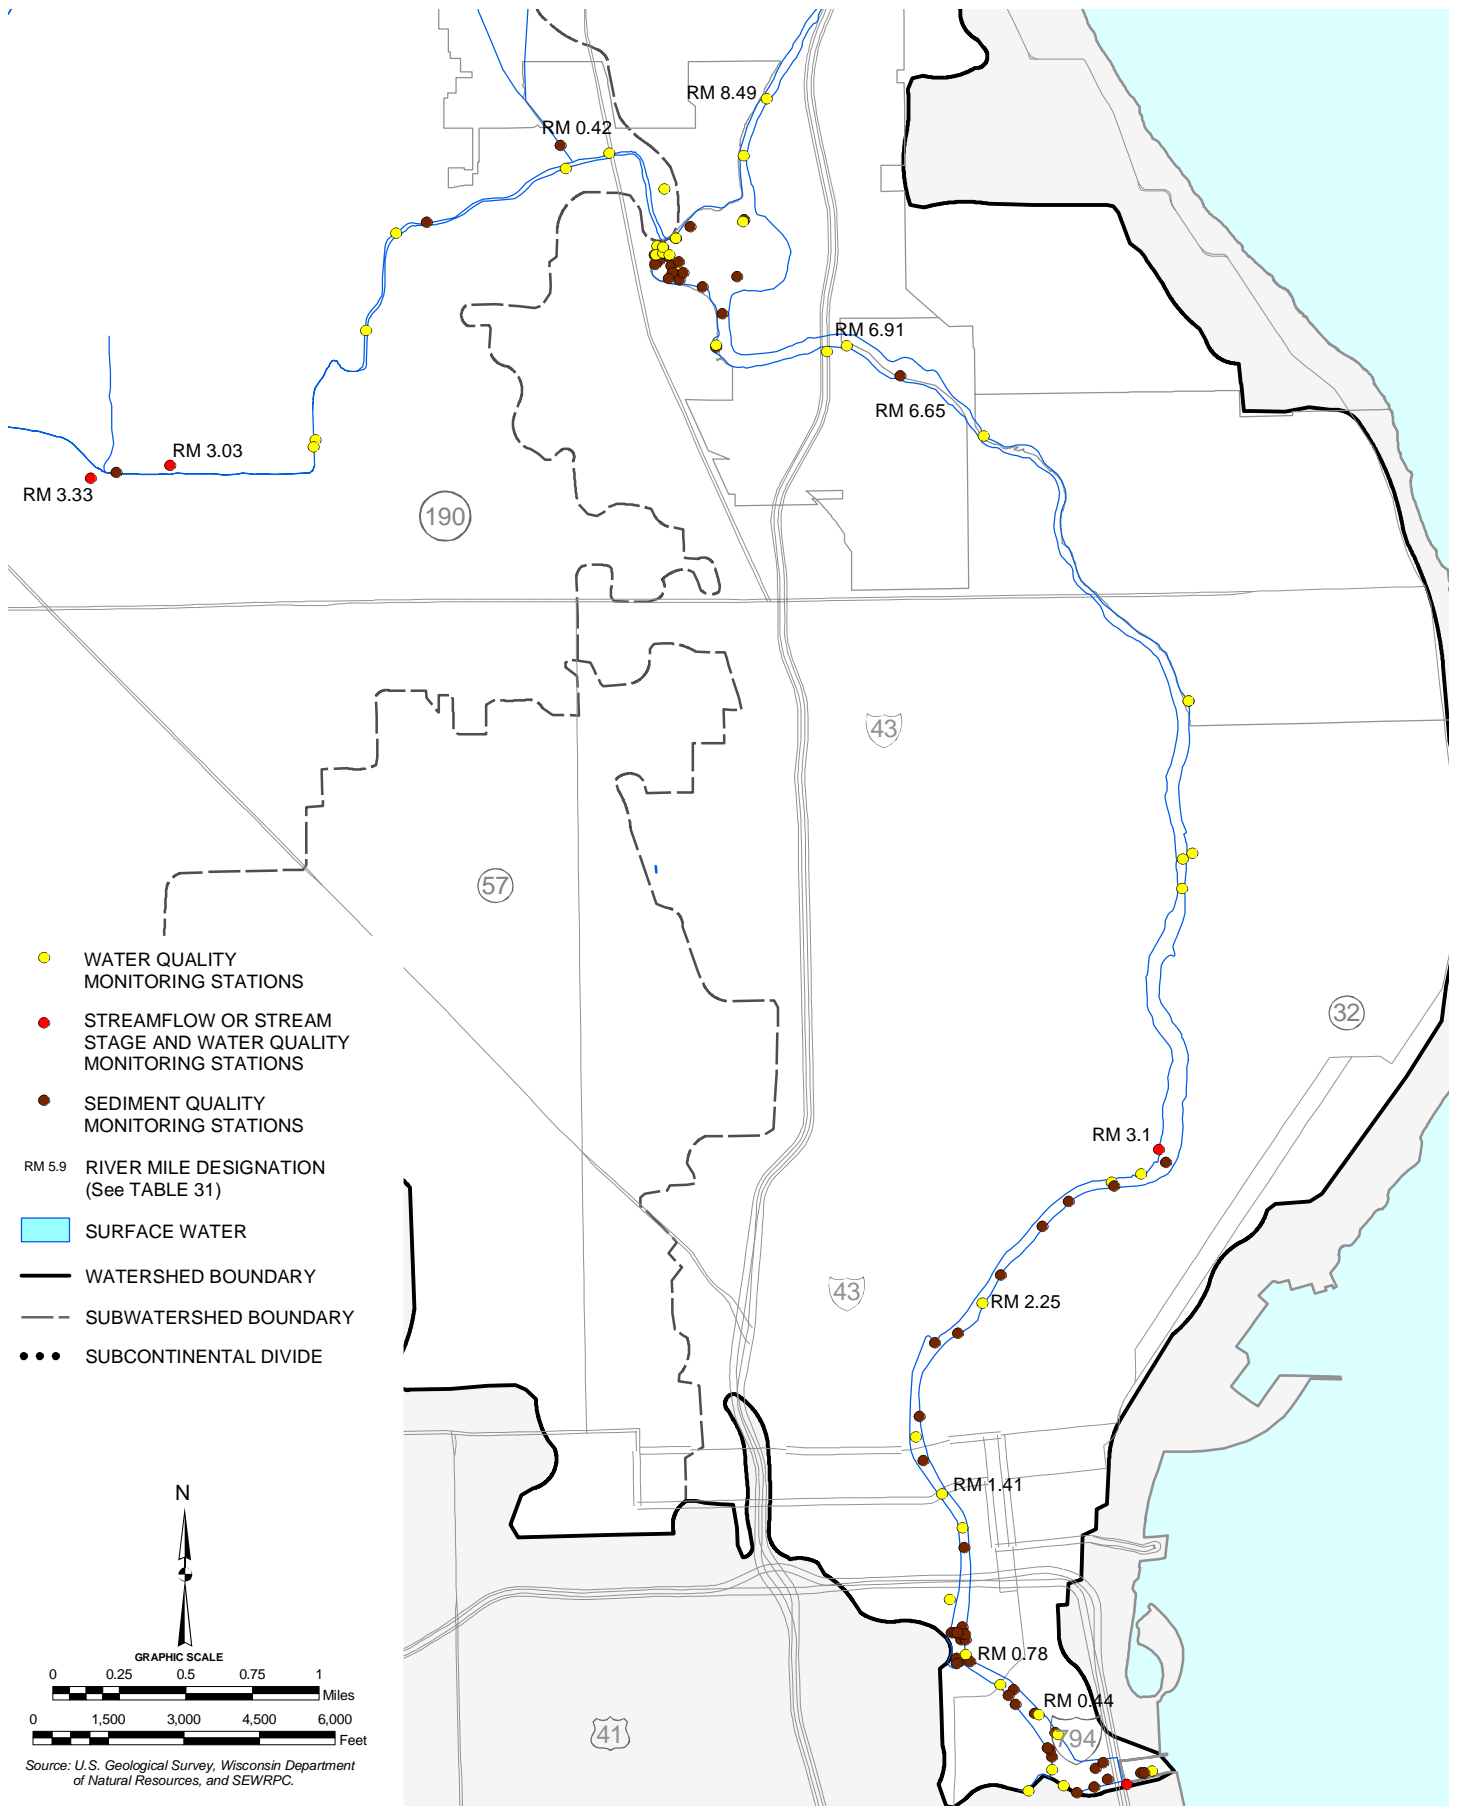 RM 8.49
RM 0.42
RM 6.91
RM 6.65
RM 3.03
RM 3.33
190
43
57
WATER QUALITY
MONITORING STATIONS
STREAMFLOW OR STREAM
STAGE AND WATER QUALITY
MONITORING STATIONS
SEDIMENT QUALITY
MONITORING STATIONS
RM 5.9 RIVER MILE DESIGNATION
(See TABLE 31)
SURFACE WATER
WATERSHED BOUNDARY
SUBWATERSHED BOUNDARY
SUBCONTINENTAL DIVIDE
32
RM 3.1
43
RM 2.25
RM 1.41
RM 0.78
RM 0.44
794
41
N
GRAPHIC SCALE
0 0.25 0.5 0.75 1
Miles
0 1,500 3,000 4,500 6,000
Feet
Source: U.S. Geological Survey, Wisconsin Department
of Natural Resources, and SEWRPC.